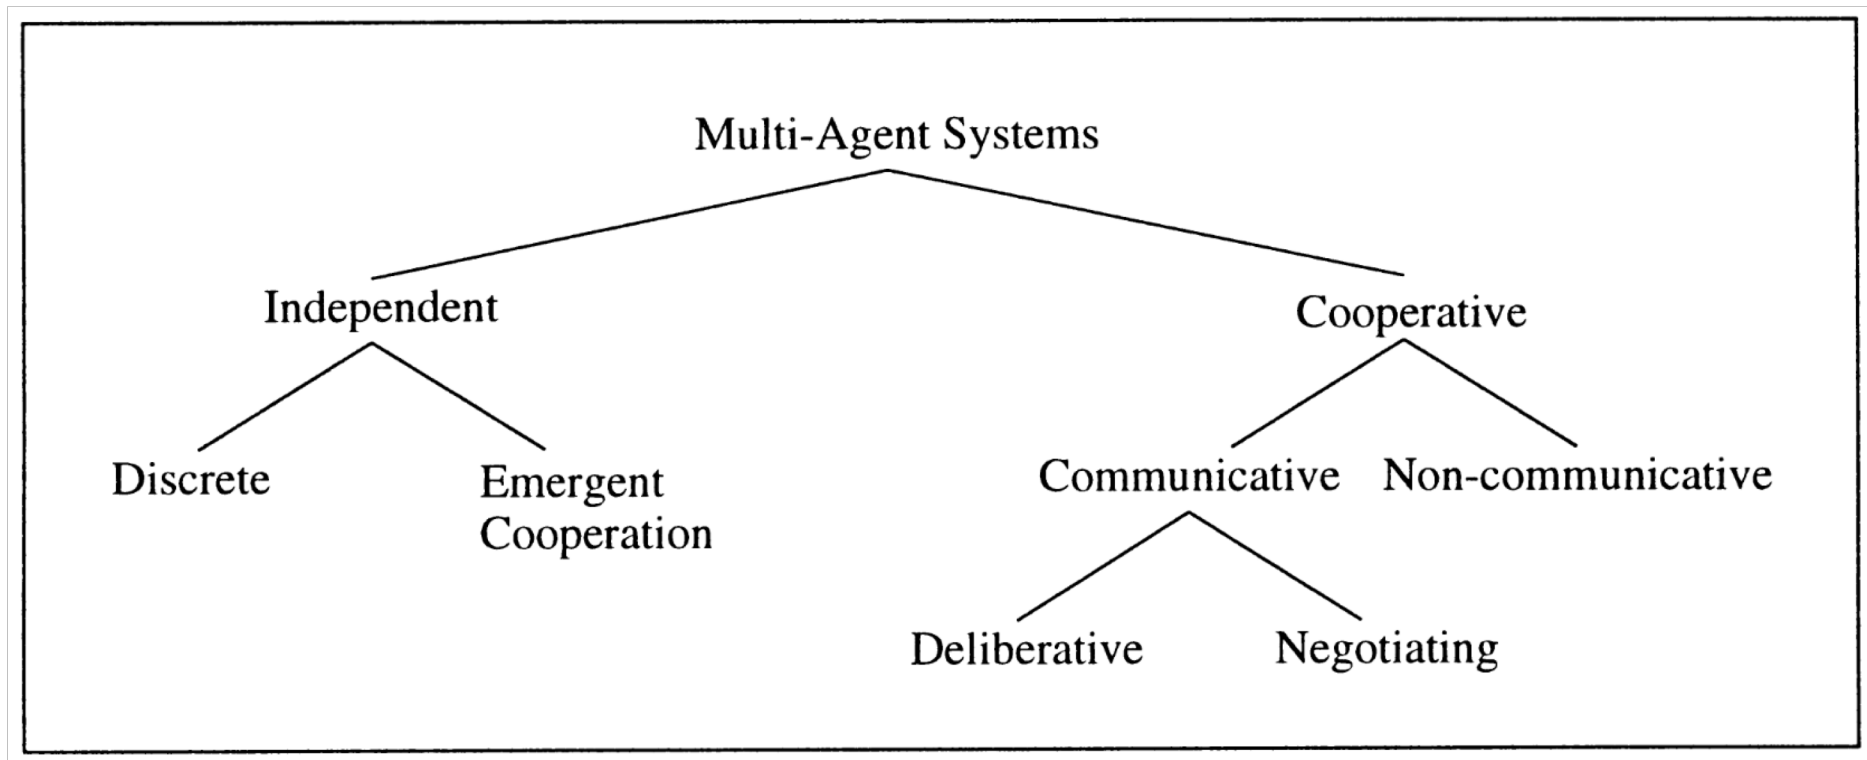 Multi-Agent Systems
Independent
Cooperative
Discrete
Emergent
Cooperation
Communicative
Non-communicative
Deliberative
Negotiating